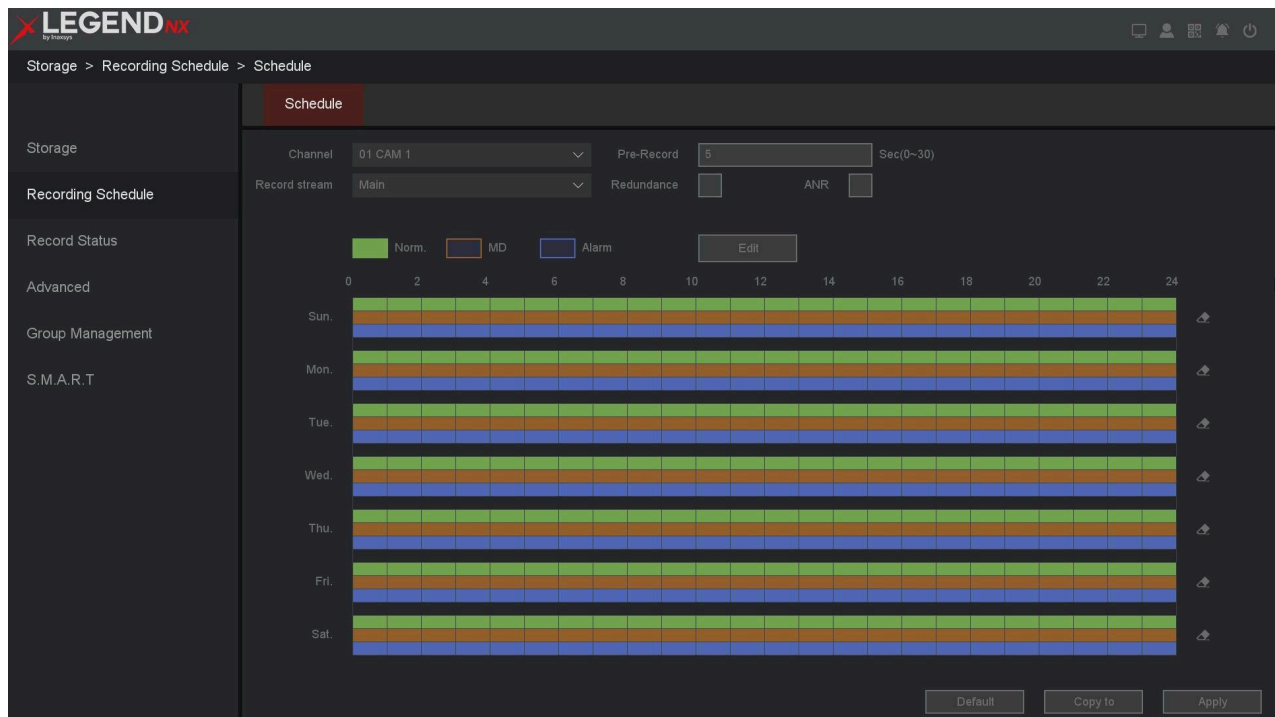 LEGEND NX
by Inaxsys
Storage > Recording Schedule > Schedule
Schedule
Storage
Recording Schedule
Record Status
Advanced
Group Management
S.M.A.R.T
Channel 01 CAM 1 Pre-Record 5 Sec(0~30)
Record stream Main Redundance ANR
Norm. MD Alarm Edit
0 2 4 6 8 10 12 14 16 18 20 22 24
Sun.
Mon.
Tue.
Wed.
Thu.
Fri.
Sat.
Default Copy to Apply